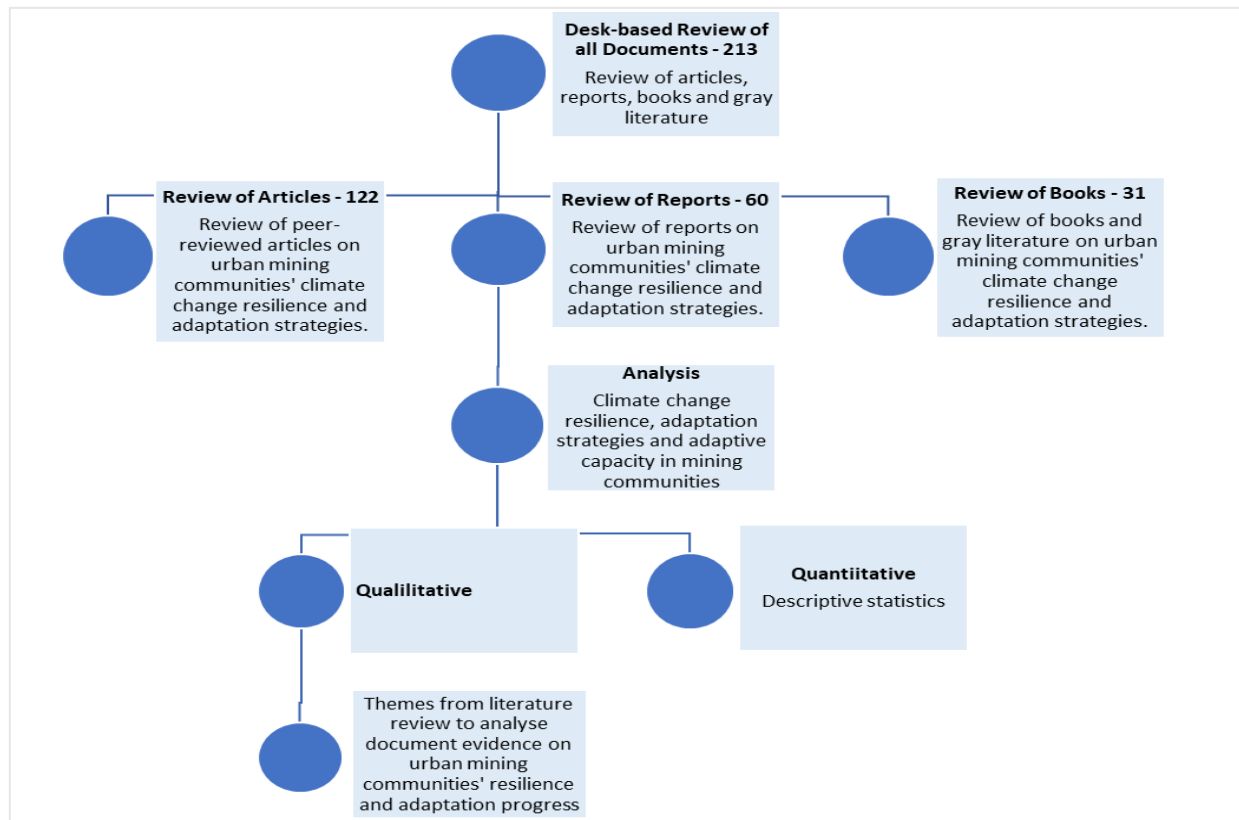 Desk-based Review of
all Documents - 213
Review of articles,
reports, books and gray
literature
Review of Articles - 122
Review of peer-
reviewed articles on
urban mining
communities' climate
change resilience and
adaptation strategies.
Review of Reports - 60
Review of reports on
urban mining
communities' climate
change resilience and
adaptation strategies.
Review of Books - 31
Review of books and
gray literature on urban
mining communities'
climate change
resilience and
adaptation strategies.
Analysis
Climate change
resilience, adaptation
strategies and adaptive
capacity in mining
communities
Qualilitative
Quantiitative
Descriptive statistics
Themes from literature
review to analyse
document evidence on
urban mining
communities' resilience
and adaptation progress